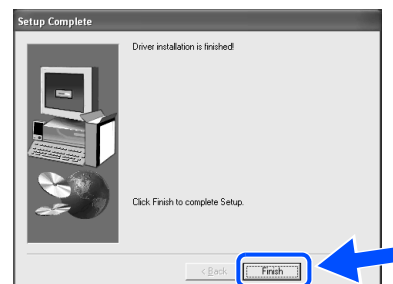 Setup Complete
Driver installation is finished!
Click Finish to complete Setup.
< Back
Finish